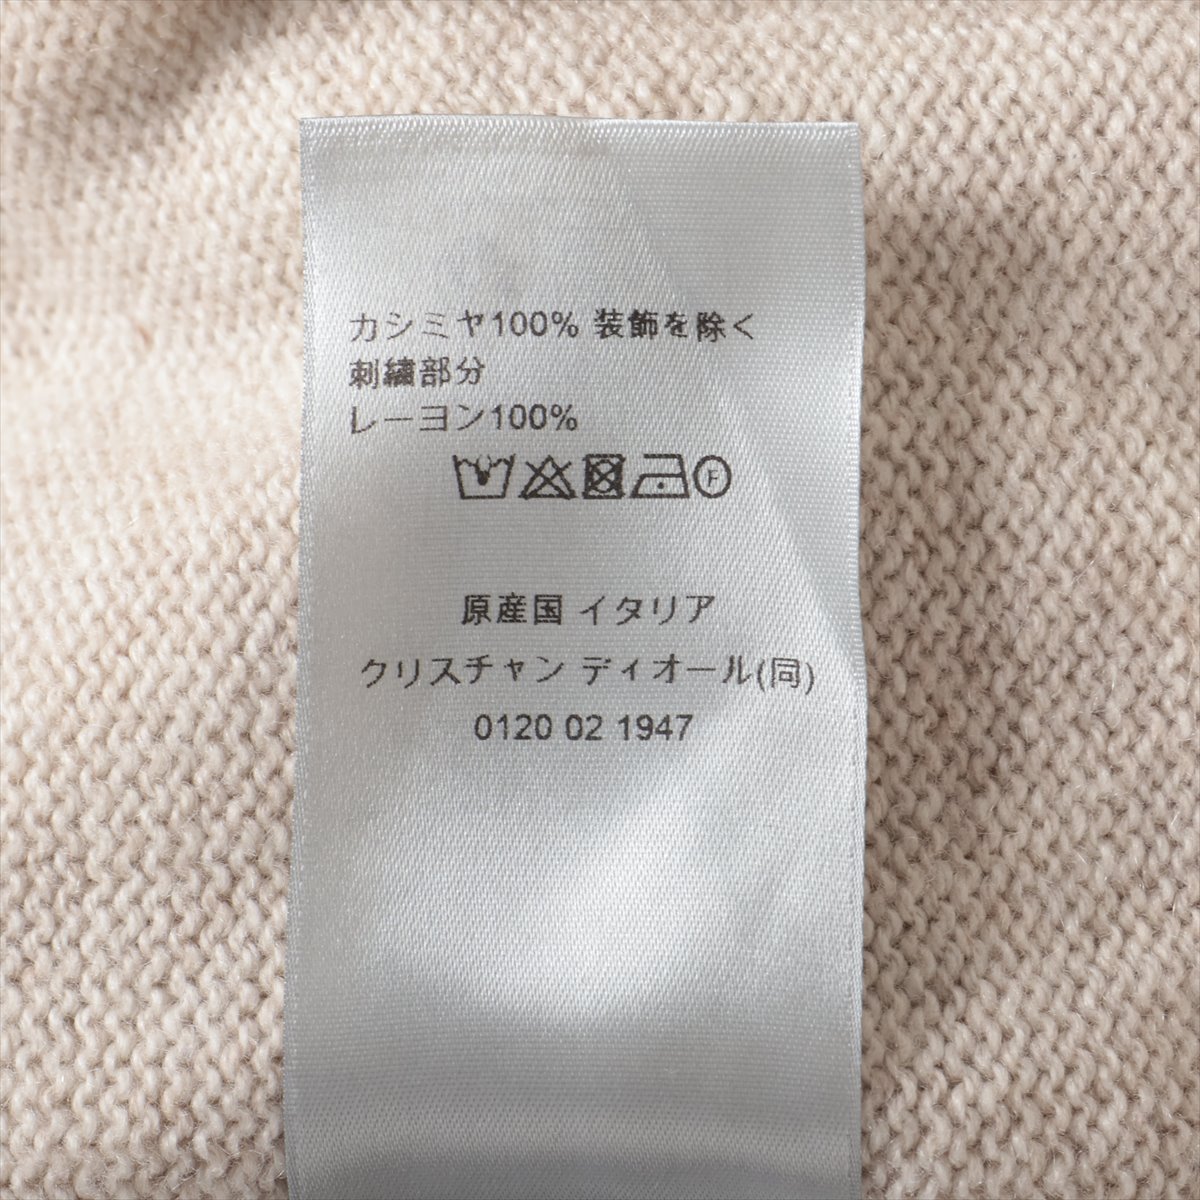 カシミヤ100% 装飾を除く
刺繍部分
レーヨン100%
F
原産国 イタリア
クリスチャン ディオール(同)
0120 02 1947